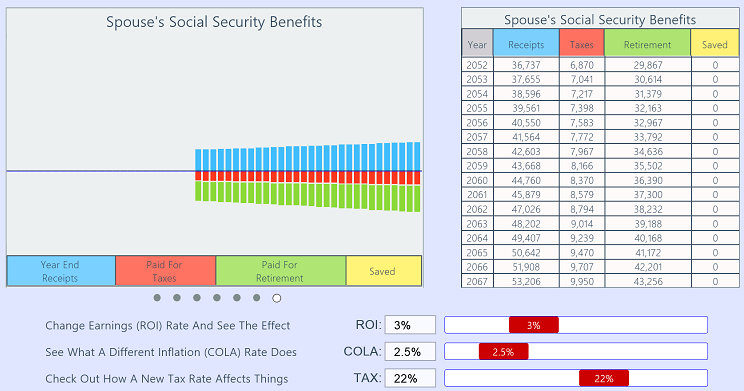 Spouse's Social Security Benefits
Year End Receipts
Paid For Taxes
Paid For Retirement
Saved
Spouse's Social Security Benefits
Year Receipts Taxes Retirement Saved
2052 36,737 6,870 29,867 0
2053 37,655 7,041 30,614 0
2054 38,596 7,217 31,379 0
2055 39,561 7,398 32,163 0
2056 40,550 7,583 32,967 0
2057 41,564 7,772 33,792 0
2058 42,603 7,967 34,636 0
2059 43,668 8,166 35,502 0
2060 44,760 8,370 36,390 0
2061 45,879 8,579 37,300 0
2062 47,026 8,794 38,232 0
2063 48,202 9,014 39,188 0
2064 49,407 9,239 40,168 0
2065 50,642 9,470 41,172 0
2066 51,908 9,707 42,201 0
2067 53,206 9,950 43,256 0
Change Earnings (ROI) Rate And See The Effect ROI: 3% 3%
See What A Different Inflation (COLA) Rate Does COLA: 2.5% 2.5%
Check Out How A New Tax Rate Affects Things TAX: 22% 22%